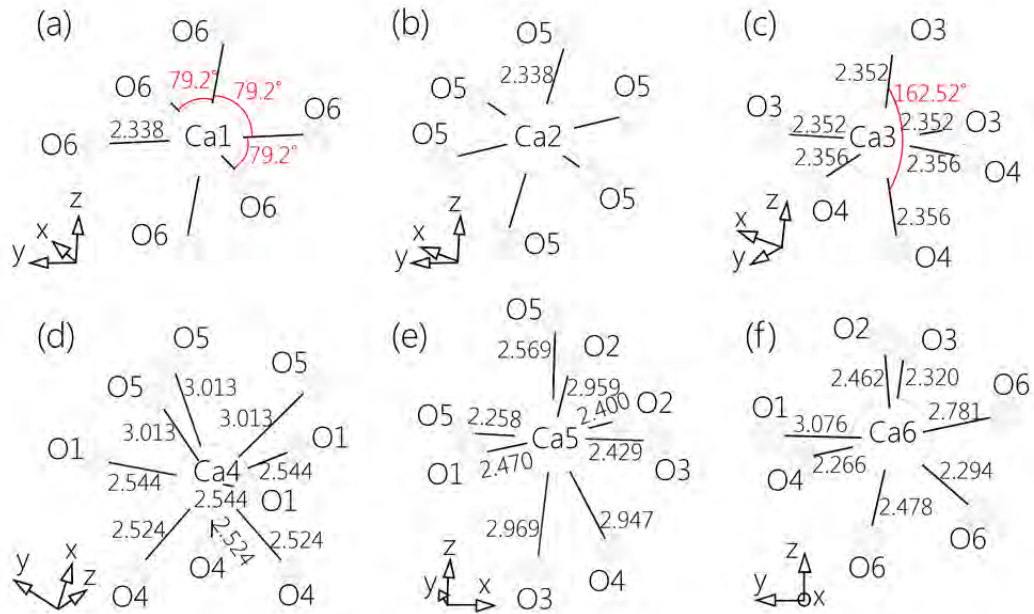 (a)
O6
79.2°
79.2°
O6
O6
2.338
Ca1
O6
79.2°
O6
O6
z
x
y
(b)
O5
2.338
O5
O5
O5
Ca2
O5
O5
z
x
y
(c)
O3
2.352
162.52°
O3
2.352
Ca3
2.352
O3
2.356
2.356
O4
O4
2.356
O4
z
x
y
(d)
O5
O5
O5
3.013
3.013
3.013
O1
O1
Ca4
2.544
2.544
2.544
O1
2.524
2.524
2.524
O4
O4
O4
x
y
z
(e)
O5
2.569
O2
2.959
O2
2.400
O5
2.258
Ca5
2.429
O1
2.470
O3
2.969
2.947
O3
O4
z
y
x
(f)
O2
O3
2.462
2.320
O6
O1
3.076
2.781
Ca6
O4
2.266
2.294
2.478
O6
O6
z
y
x